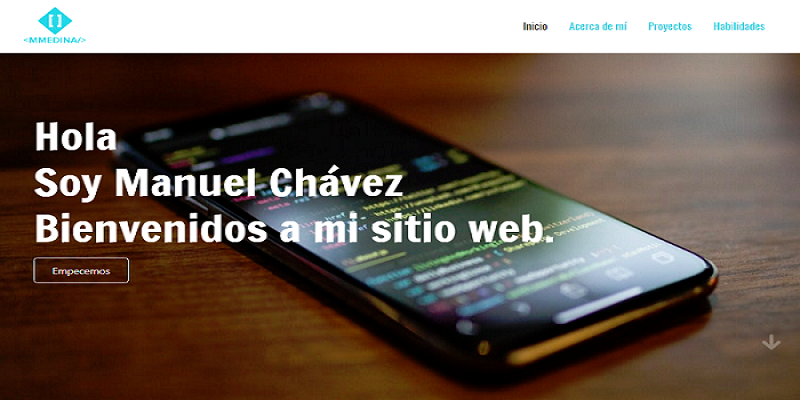 <MMEDINA/>
Inicio Acerca de mí Proyectos Habilidades
Hola
Soy Manuel Chávez
Bienvenidos a mi sitio web.
Empecemos